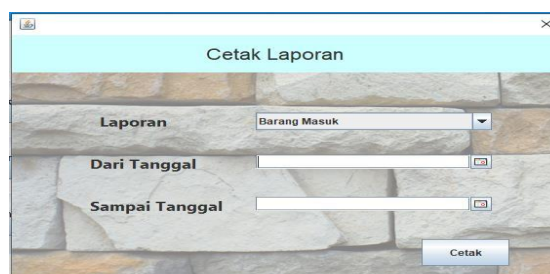 Cetak Laporan
Laporan Barang Masuk
Dari Tanggal
Sampai Tanggal
Cetak